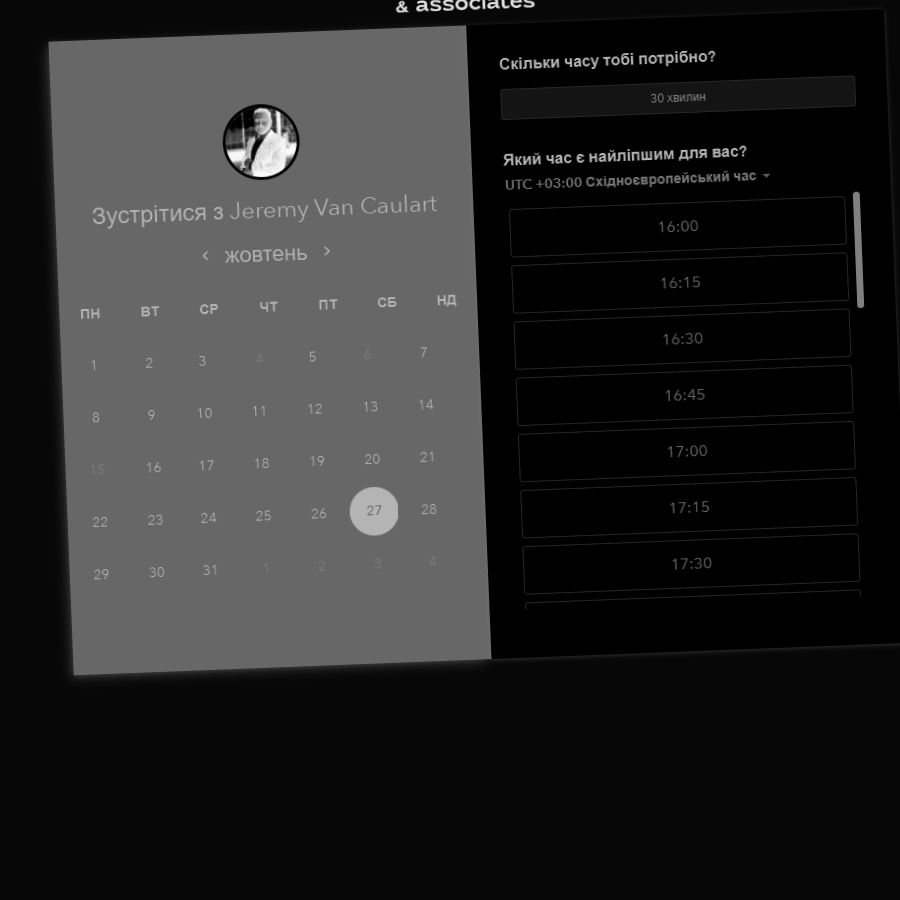 & associates
Зустрітися з Jeremy Van Caulart
жовтень
ПН ВТ СР ЧТ ПТ СБ НД
1 2 3 4 5 6 7
8 9 10 11 12 13 14
15 16 17 18 19 20 21
22 23 24 25 26 27 28
29 30 31 1 2 3 4
Скільки часу тобі потрібно?
30 хвилин
Який час є найліпшим для вас?
UTC +03:00 Східноєвропейський час
16:00
16:15
16:30
16:45
17:00
17:15
17:30